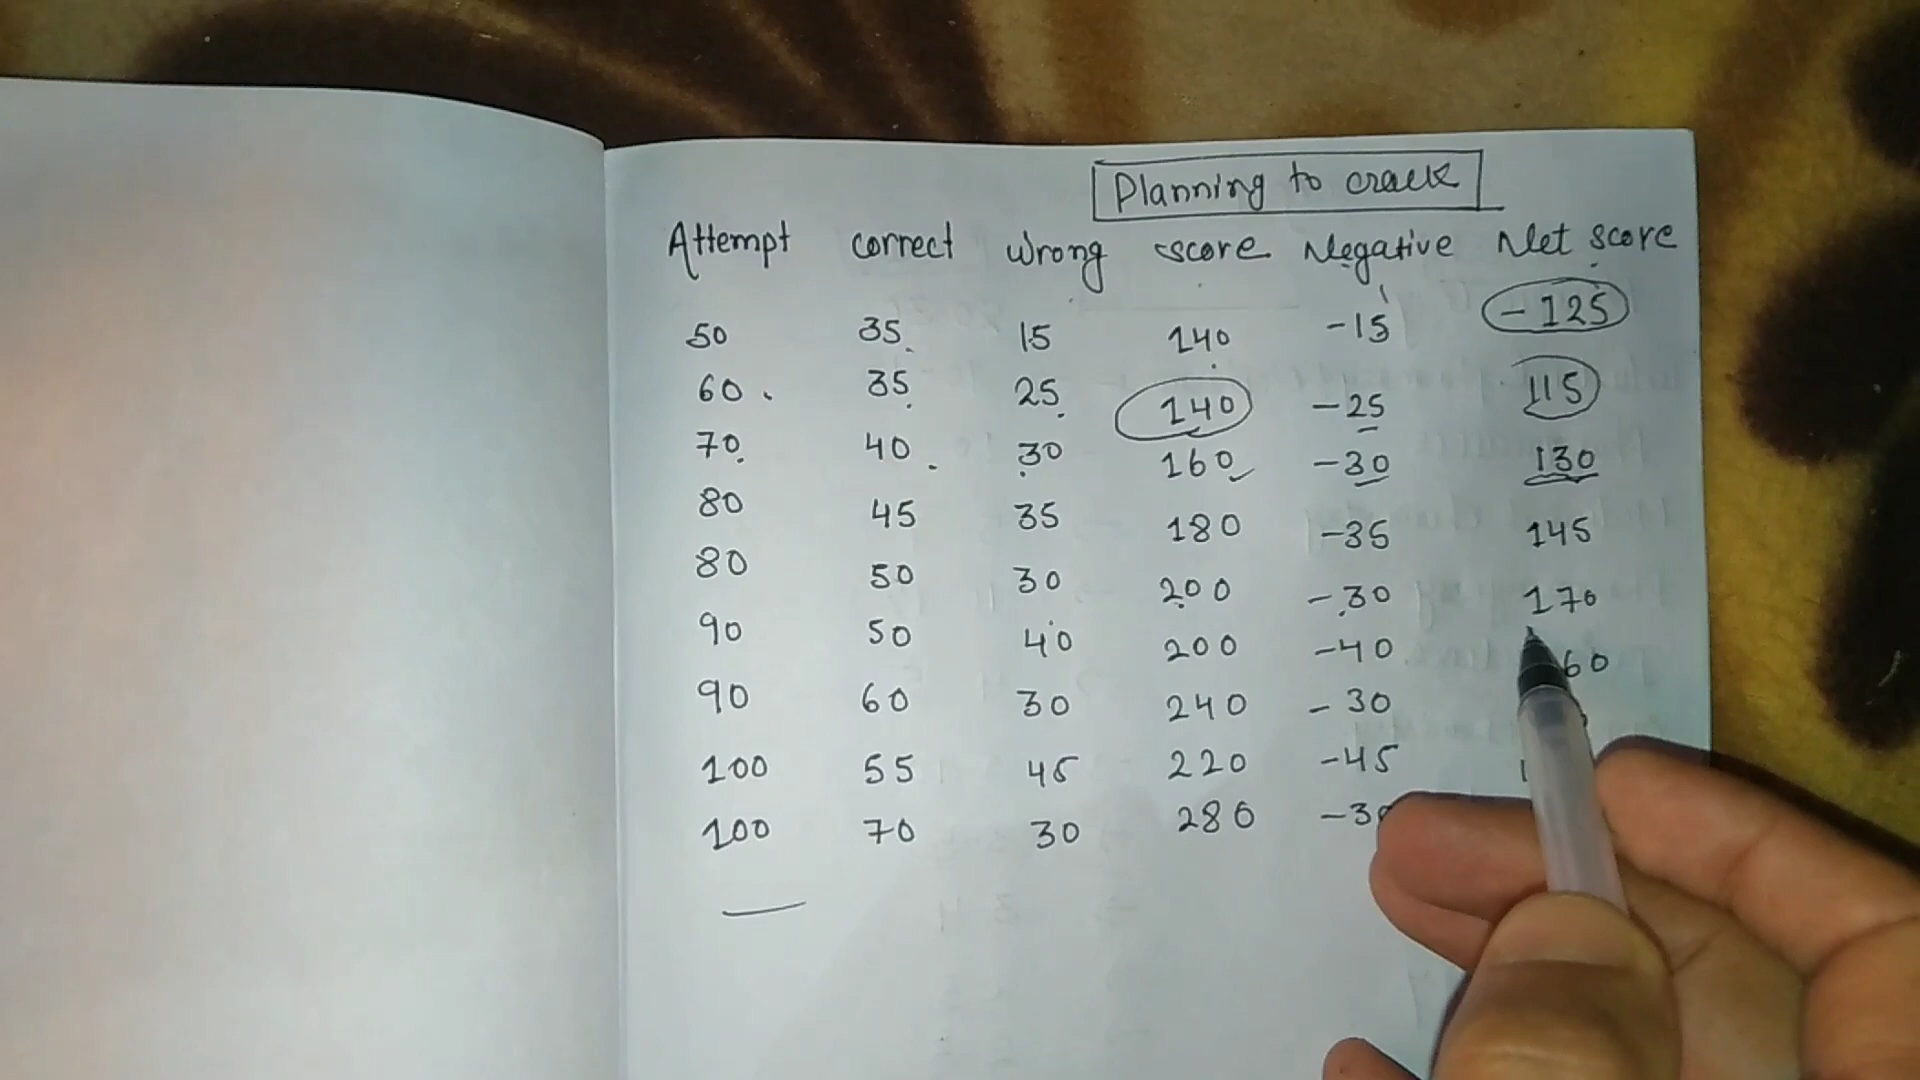 Planning to crack
Attempt correct wrong score Negative Net score
50 35 15 140 -15 -125
60 35 25 140 -25 115
70 40 30 160 -30 130
80 45 35 180 -35 145
80 50 30 200 -30 170
90 50 40 200 -40 60
90 60 30 240 -30
100 55 45 220 -45
100 70 30 280